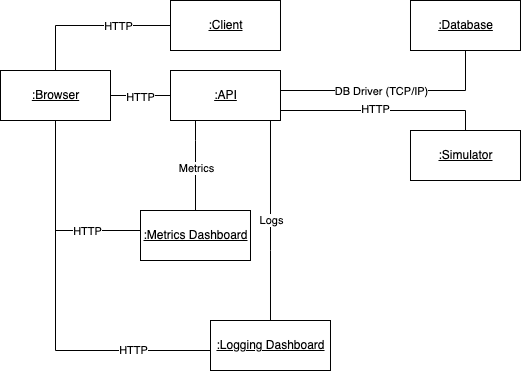 :Client
:Database
HTTP
:Browser
HTTP
:API
DB Driver (TCP/IP)
HTTP
:Simulator
Metrics
Logs
HTTP
:Metrics Dashboard
HTTP
:Logging Dashboard